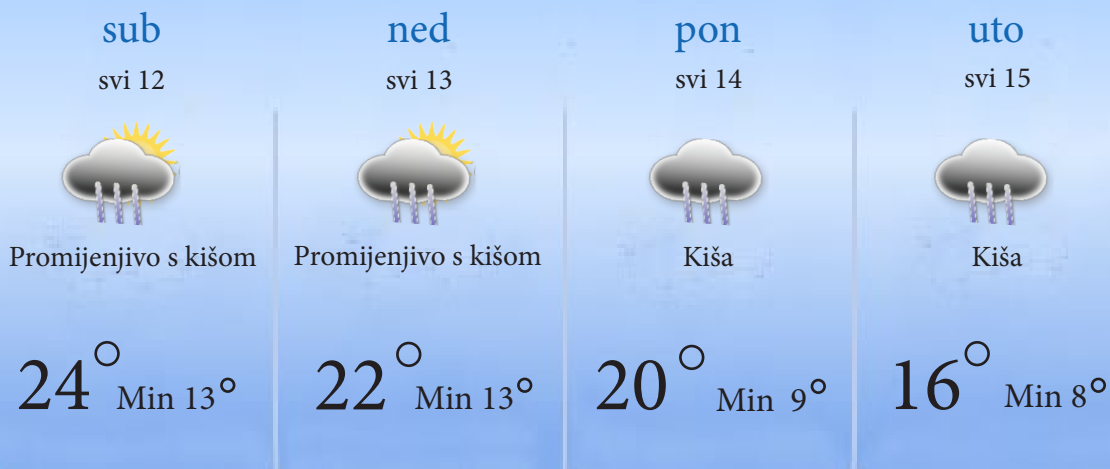 sub
svi 12
Promijenjivo s kišom
24° Min 13°
ned
svi 13
Promijenjivo s kišom
22° Min 13°
pon
svi 14
Kiša
20° Min 9°
uto
svi 15
Kiša
16° Min 8°